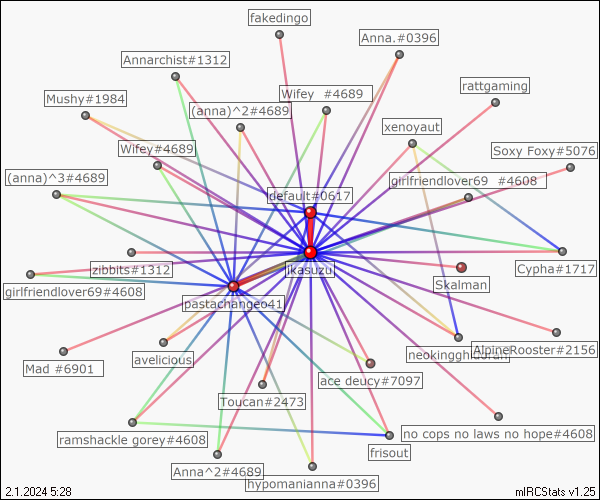 fakedingo
Anna.#0396
Annarchist#1312
rattgaming
Mushy#1984
Wifey #4689
(anna)^2#4689
xenoyaut
Wifey#4689
Soxy Foxy#5076
(anna)^3#4689
girlfriendlover69 #4608
default#0617
zibbits#1312
jikasuzu
Cypha#1717
Skalman
girlfriendlover69#4608
pastachangeo41
avelicious
AlpineRooster#2156
Mad #6901
ace deucy#7097
Toucan#2473
no cops no laws no hope#4608
ramshackle gorey#4608
frisout
Anna^2#4689
hypomanianna#0396
2.1.2024 5:28
mIRCStats v1.25